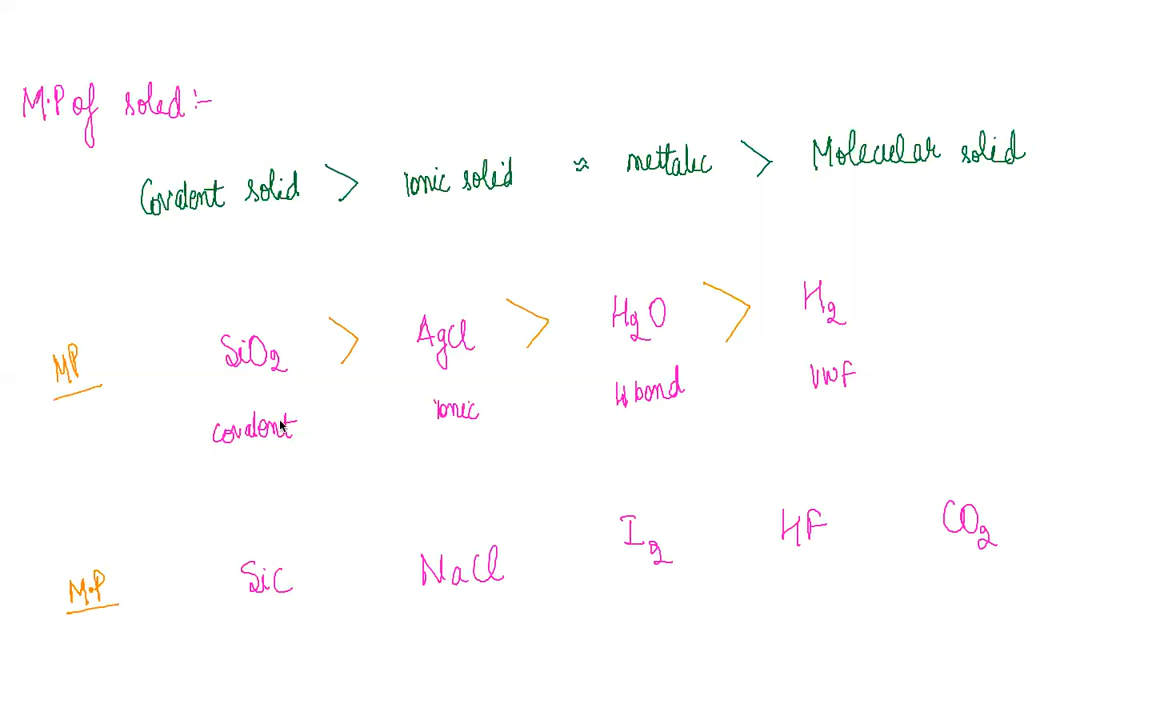 M.P of solid :-
Covalent solid > Ionic solid ≈ mettalic > Molecular solid
MP SiO2 > AgCl > H2O > H2
covalent ionic H bond VWF
M.P SiC NaCl I2 HF CO2